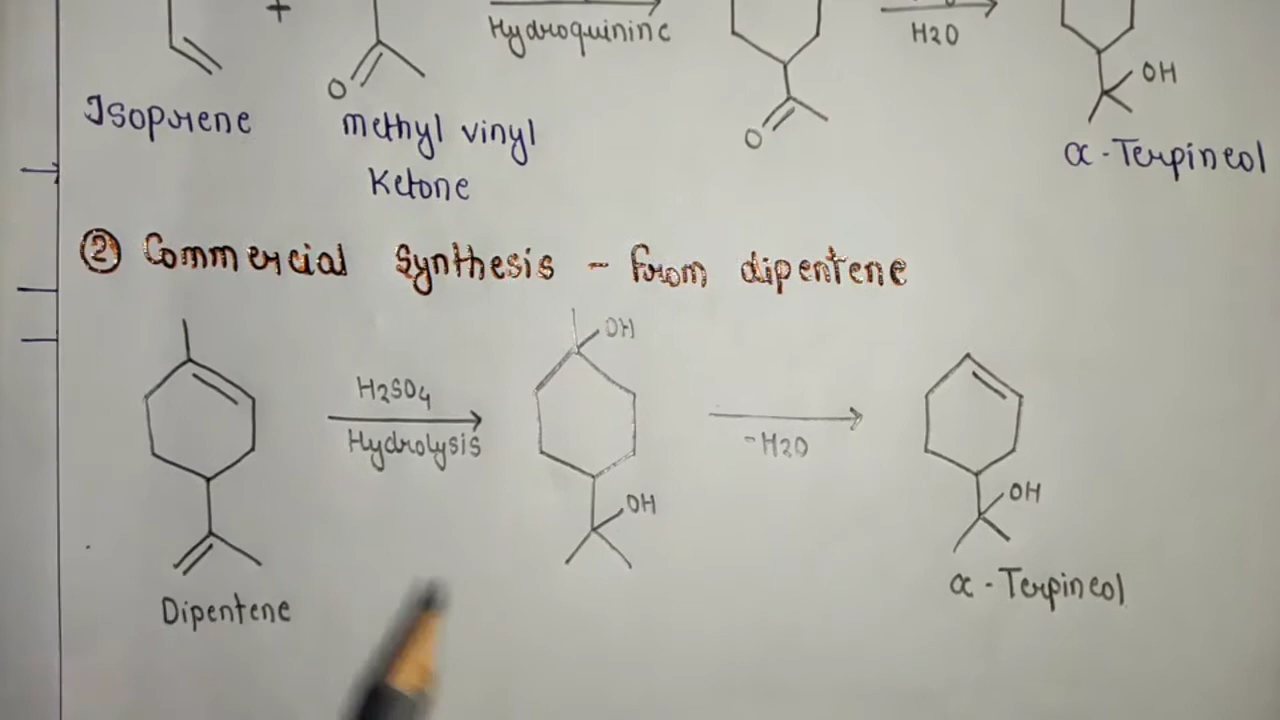 +
Hydroquinine
H2O
O
OH
Isoprene
methyl vinyl
Ketone
O
α - Terpineol
② Commercial Synthesis - from dipentene
OH
H2SO4
Hydrolysis
-H2O
OH
OH
Dipentene
α - Terpineol